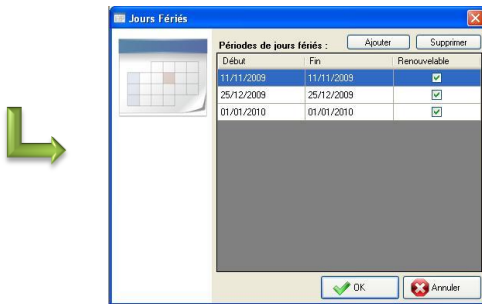 Jours Fériés
Périodes de jours fériés : Ajouter Supprimer
Début Fin Renouvelable
11/11/2009 11/11/2009
25/12/2009 25/12/2009
01/01/2010 01/01/2010
OK Annuler